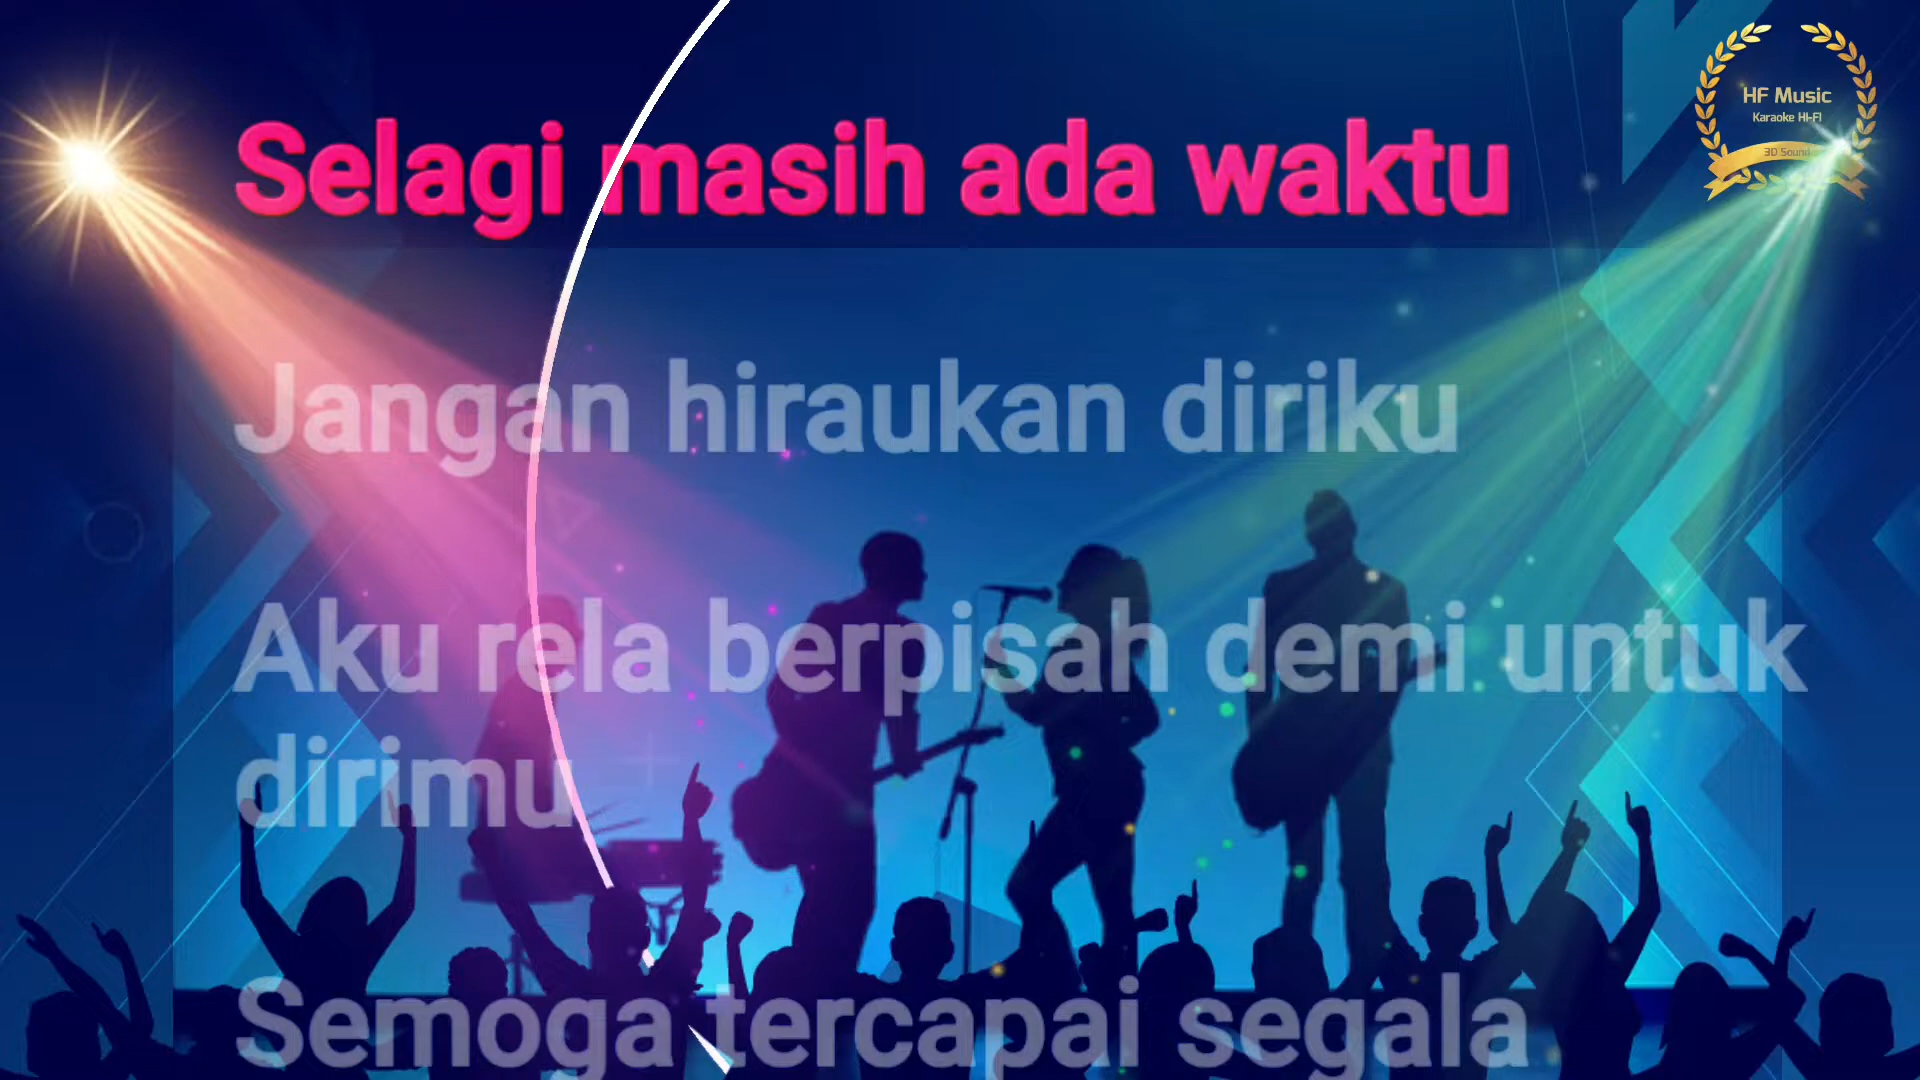 HF Music
Karaoke HI-FI
3D Sound
Selagi masih ada waktu
Jangan hiraukan diriku
Aku rela berpisah demi untuk
dirimu
Semoga tercapai segala